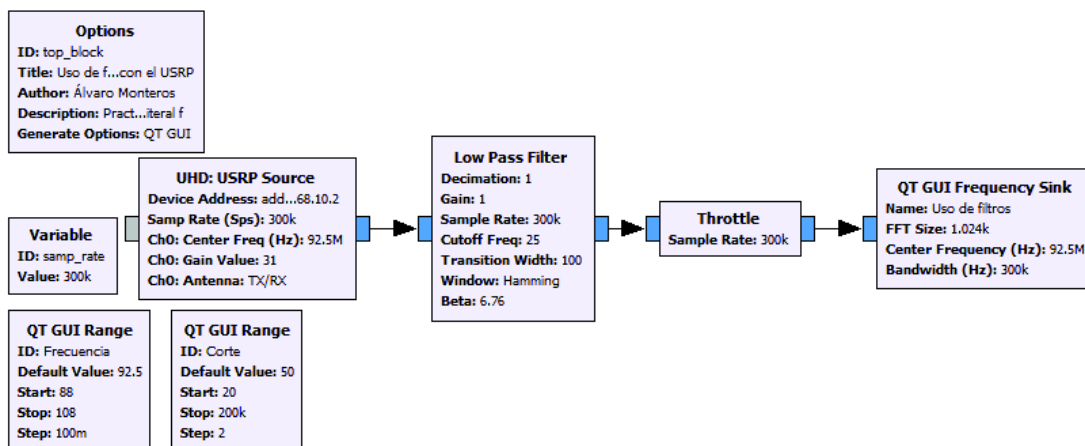 Options
ID: top_block
Title: Uso de f...con el USRP
Author: Álvaro Monteros
Description: Pract...iteral f
Generate Options: QT GUI
Variable
ID: samp_rate
Value: 300k
UHD: USRP Source
Device Address: add...68.10.2
Samp Rate (Sps): 300k
Ch0: Center Freq (Hz): 92.5M
Ch0: Gain Value: 31
Ch0: Antenna: TX/RX
Low Pass Filter
Decimation: 1
Gain: 1
Sample Rate: 300k
Cutoff Freq: 25
Transition Width: 100
Window: Hamming
Beta: 6.76
Throttle
Sample Rate: 300k
QT GUI Frequency Sink
Name: Uso de filtros
FFT Size: 1.024k
Center Frequency (Hz): 92.5M
Bandwidth (Hz): 300k
QT GUI Range
ID: Frecuencia
Default Value: 92.5
Start: 88
Stop: 108
Step: 100m
QT GUI Range
ID: Corte
Default Value: 50
Start: 20
Stop: 200k
Step: 2